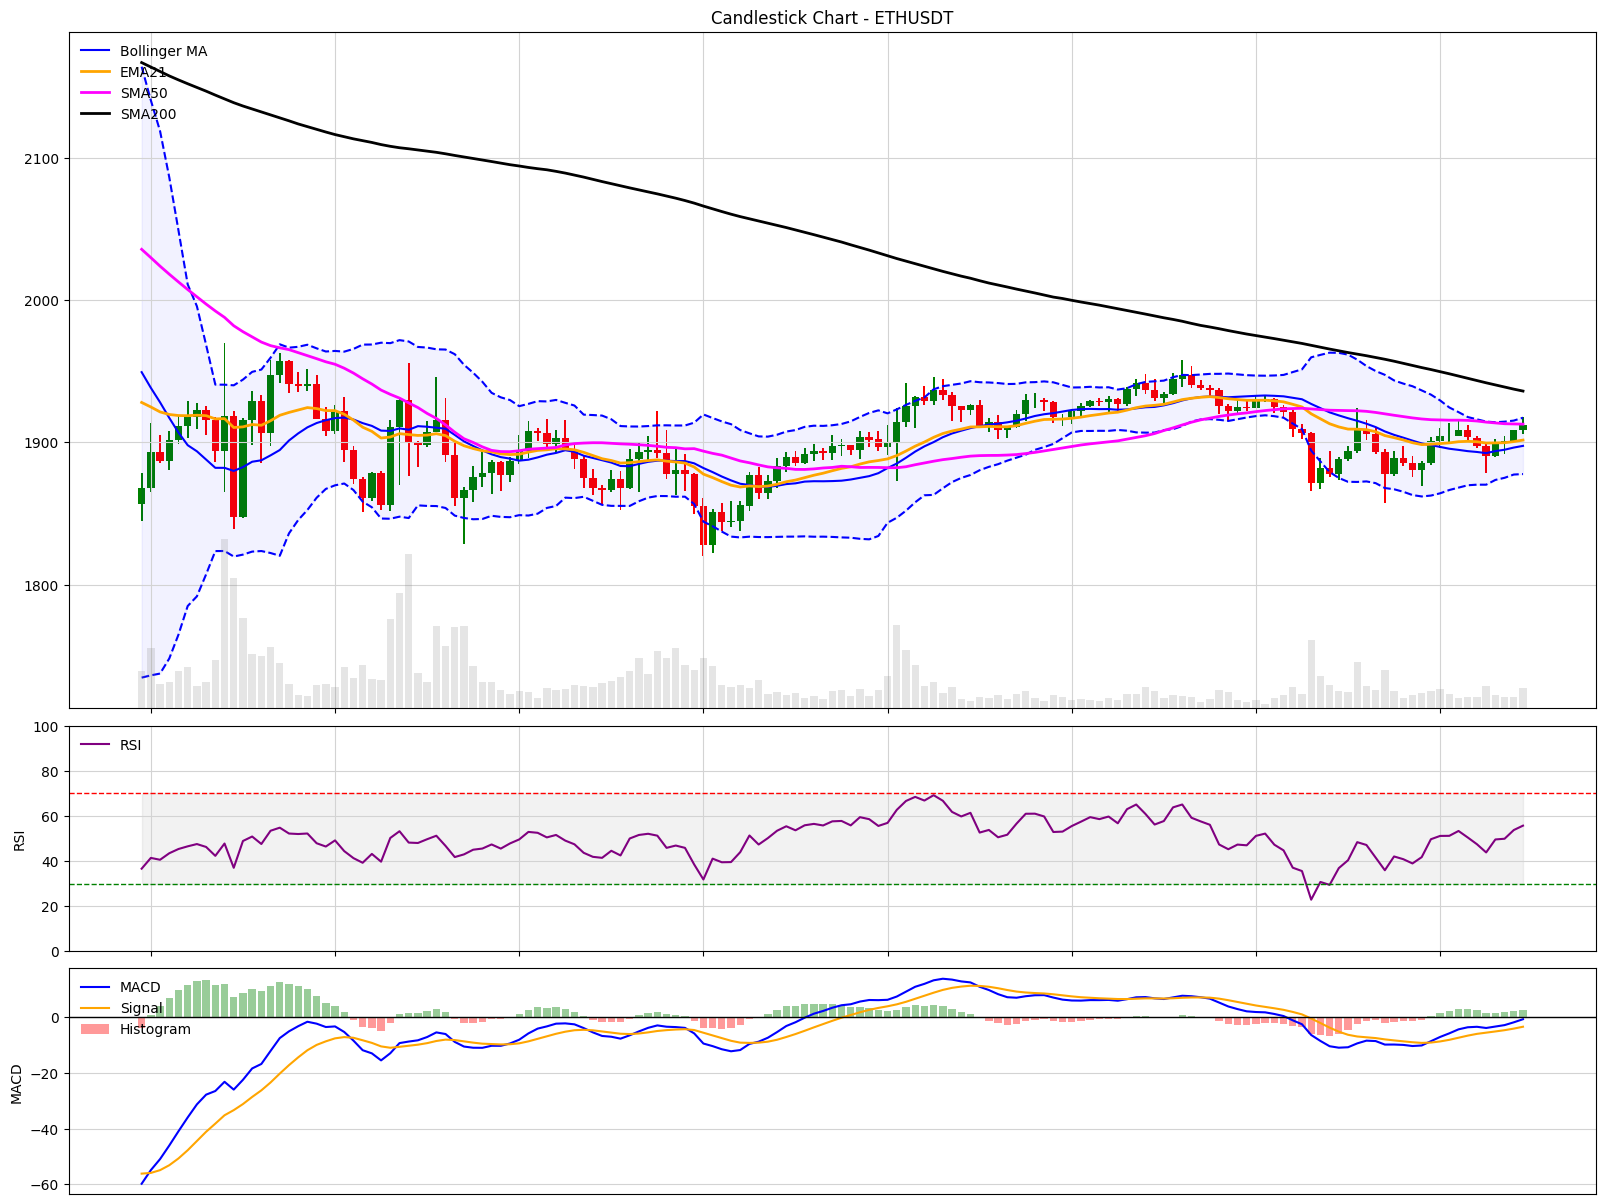 Candlestick Chart - ETHUSDT
Bollinger MA
EMA21
SMA50
SMA200
2100
2000
1900
1800
RSI
100
80
60
40
20
0
RSI
MACD
Signal
Histogram
0
−20
−40
−60
MACD